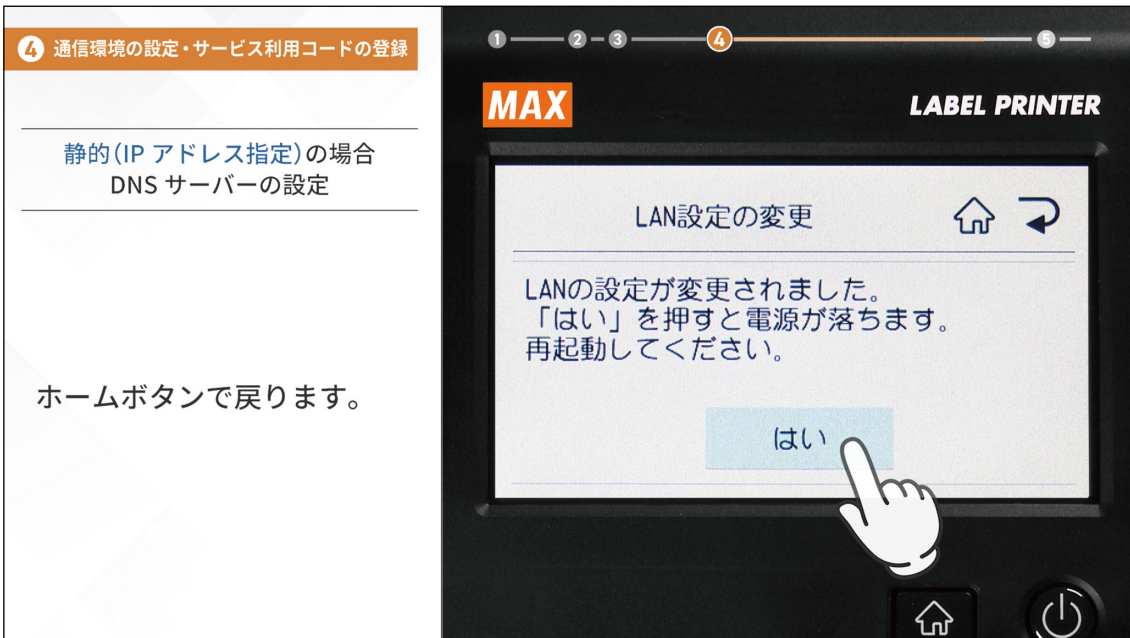 4 通信環境の設定・サービス利用コードの登録
静的(IP アドレス指定)の場合
DNS サーバーの設定
ホームボタンで戻ります。
1 2 3 4 5
MAX
LABEL PRINTER
LAN設定の変更
LANの設定が変更されました。
「はい」を押すと電源が落ちます。
再起動してください。
はい